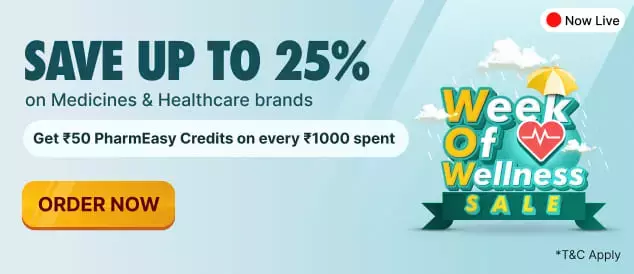 Now Live
SAVE UP TO 25%
on Medicines & Healthcare brands
Get ₹50 PharmEasy Credits on every ₹1000 spent
ORDER NOW
Week
Of
Wellness
SALE
*T&C Apply